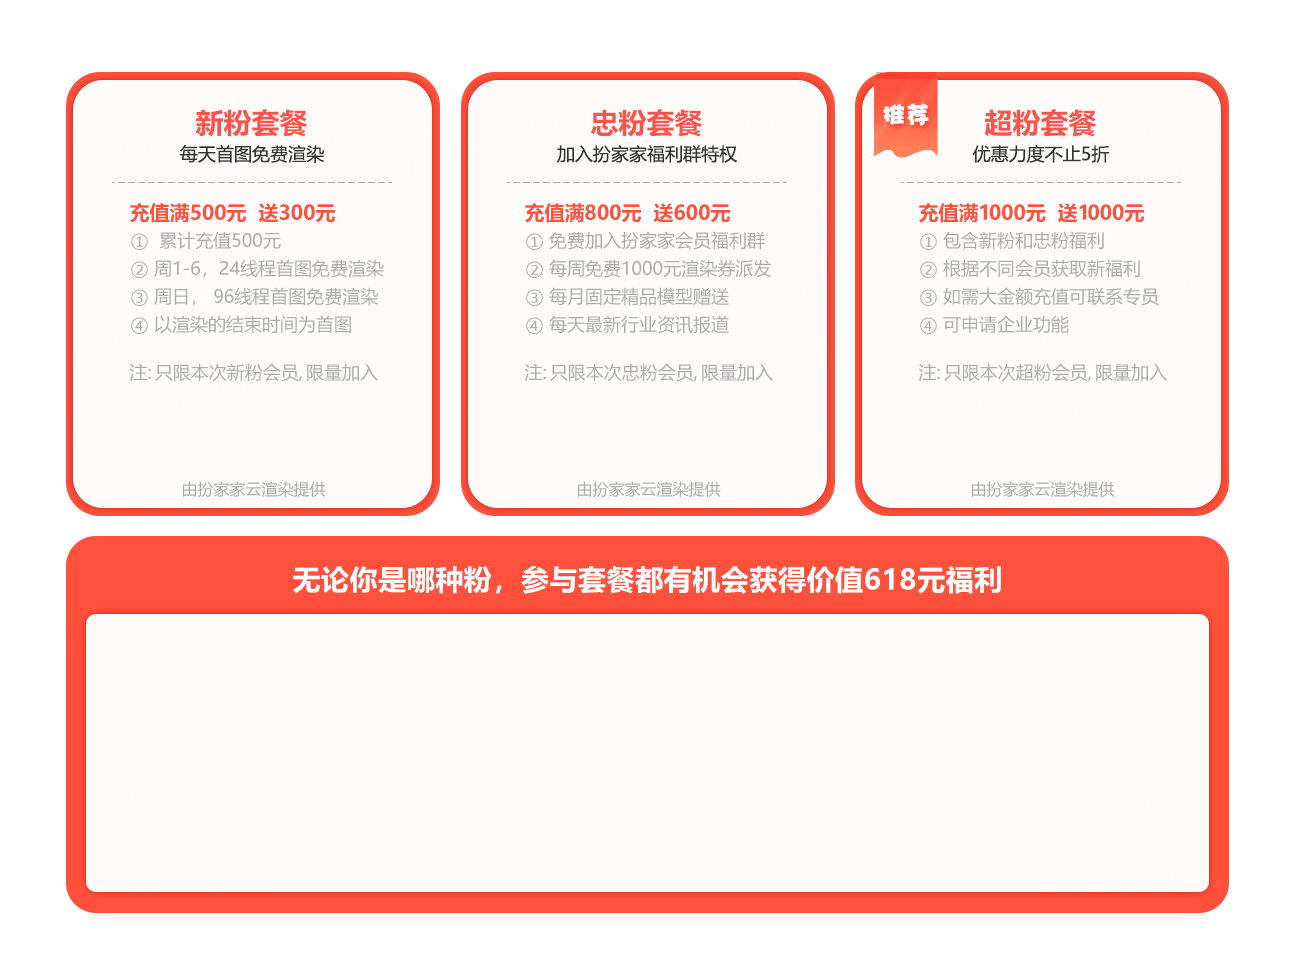 新粉套餐
每天首图免费渲染
充值满500元 送300元
① 累计充值500元
② 周1-6，24线程首图免费渲染
③ 周日， 96线程首图免费渲染
④ 以渲染的结束时间为首图
注: 只限本次新粉会员, 限量加入
由扮家家云渲染提供
忠粉套餐
加入扮家家福利群特权
充值满800元 送600元
① 免费加入扮家家会员福利群
② 每周免费1000元渲染券派发
③ 每月固定精品模型赠送
④ 每天最新行业资讯报道
注: 只限本次忠粉会员, 限量加入
由扮家家云渲染提供
推荐
超粉套餐
优惠力度不止5折
充值满1000元 送1000元
① 包含新粉和忠粉福利
② 根据不同会员获取新福利
③ 如需大金额充值可联系专员
④ 可申请企业功能
注: 只限本次超粉会员, 限量加入
由扮家家云渲染提供
无论你是哪种粉，参与套餐都有机会获得价值618元福利